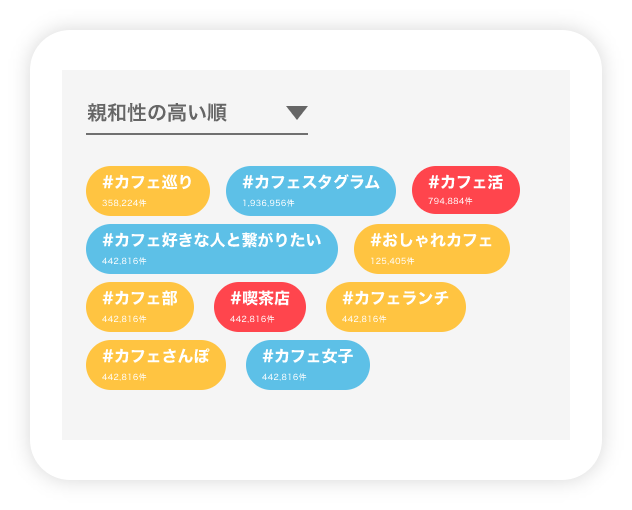 親和性の高い順
#カフェ巡り
358,224件
#カフェスタグラム
1,936,956件
#カフェ活
794,884件
#カフェ好きな人と繋がりたい
442,816件
#おしゃれカフェ
125,405件
#カフェ部
442,816件
#喫茶店
442,816件
#カフェランチ
442,816件
#カフェさんぽ
442,816件
#カフェ女子
442,816件